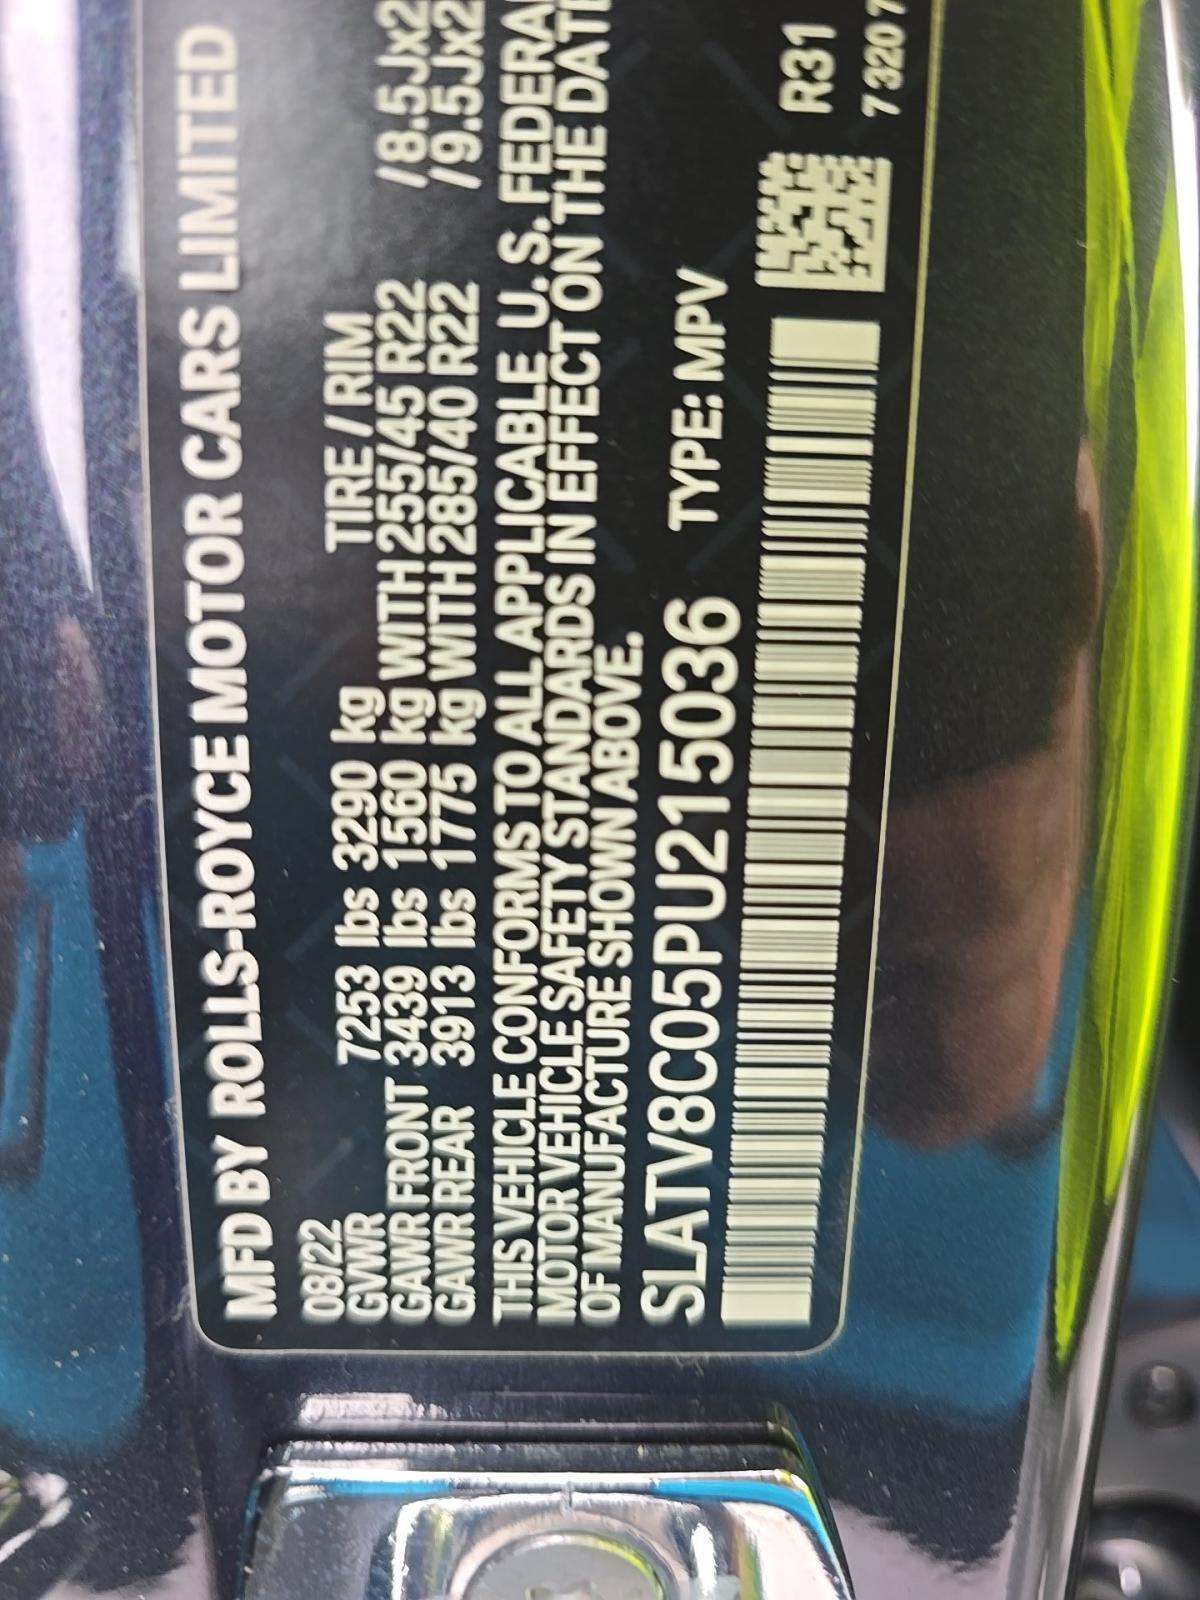 MFD BY ROLLS-ROYCE MOTOR CARS LIMITED
08/22 TIRE / RIM
GVWR 7253 lbs 3290 kg
GAWR FRONT 3439 lbs 1560 kg WITH 255/45 R22 /8.5Jx2
GAWR REAR 3913 lbs 1775 kg WITH 285/40 R22 /9.5Jx2
THIS VEHICLE CONFORMS TO ALL APPLICABLE U. S. FEDERAL
MOTOR VEHICLE SAFETY STANDARDS IN EFFECT ON THE DATE
OF MANUFACTURE SHOWN ABOVE.
SLATV8C05PU215036 TYPE: MPV
R31
73207